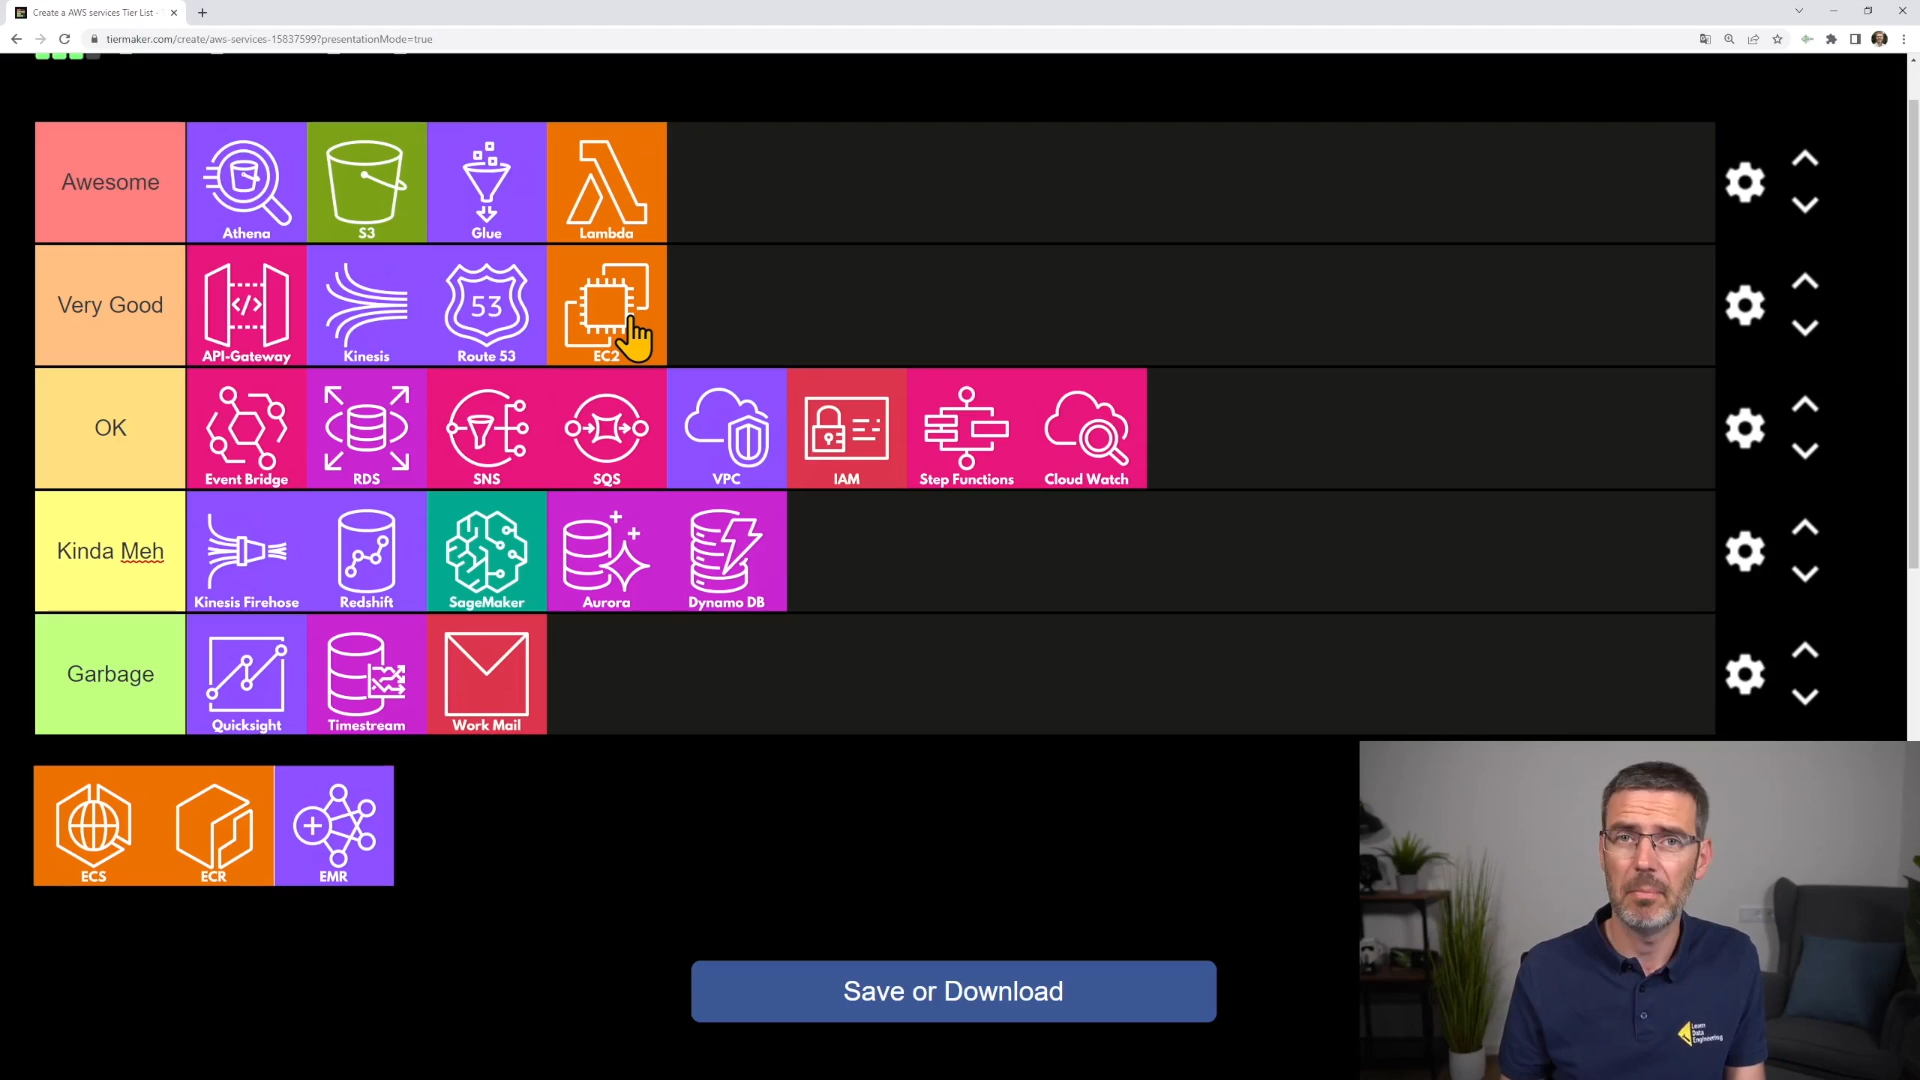 Create a AWS services Tier List -
tiermaker.com/create/aws-services-15837599?presentationMode=true
Awesome
Athena
S3
Glue
Lambda
Very Good
API-Gateway
Kinesis
53
Route 53
EC2
OK
Event Bridge
RDS
SNS
SQS
VPC
IAM
Step Functions
Cloud Watch
Kinda Meh
Kinesis Firehose
Redshift
SageMaker
Aurora
Dynamo DB
Garbage
Quicksight
Timestream
Work Mail
ECS
ECR
EMR
Save or Download
Learn
Data
Engineering